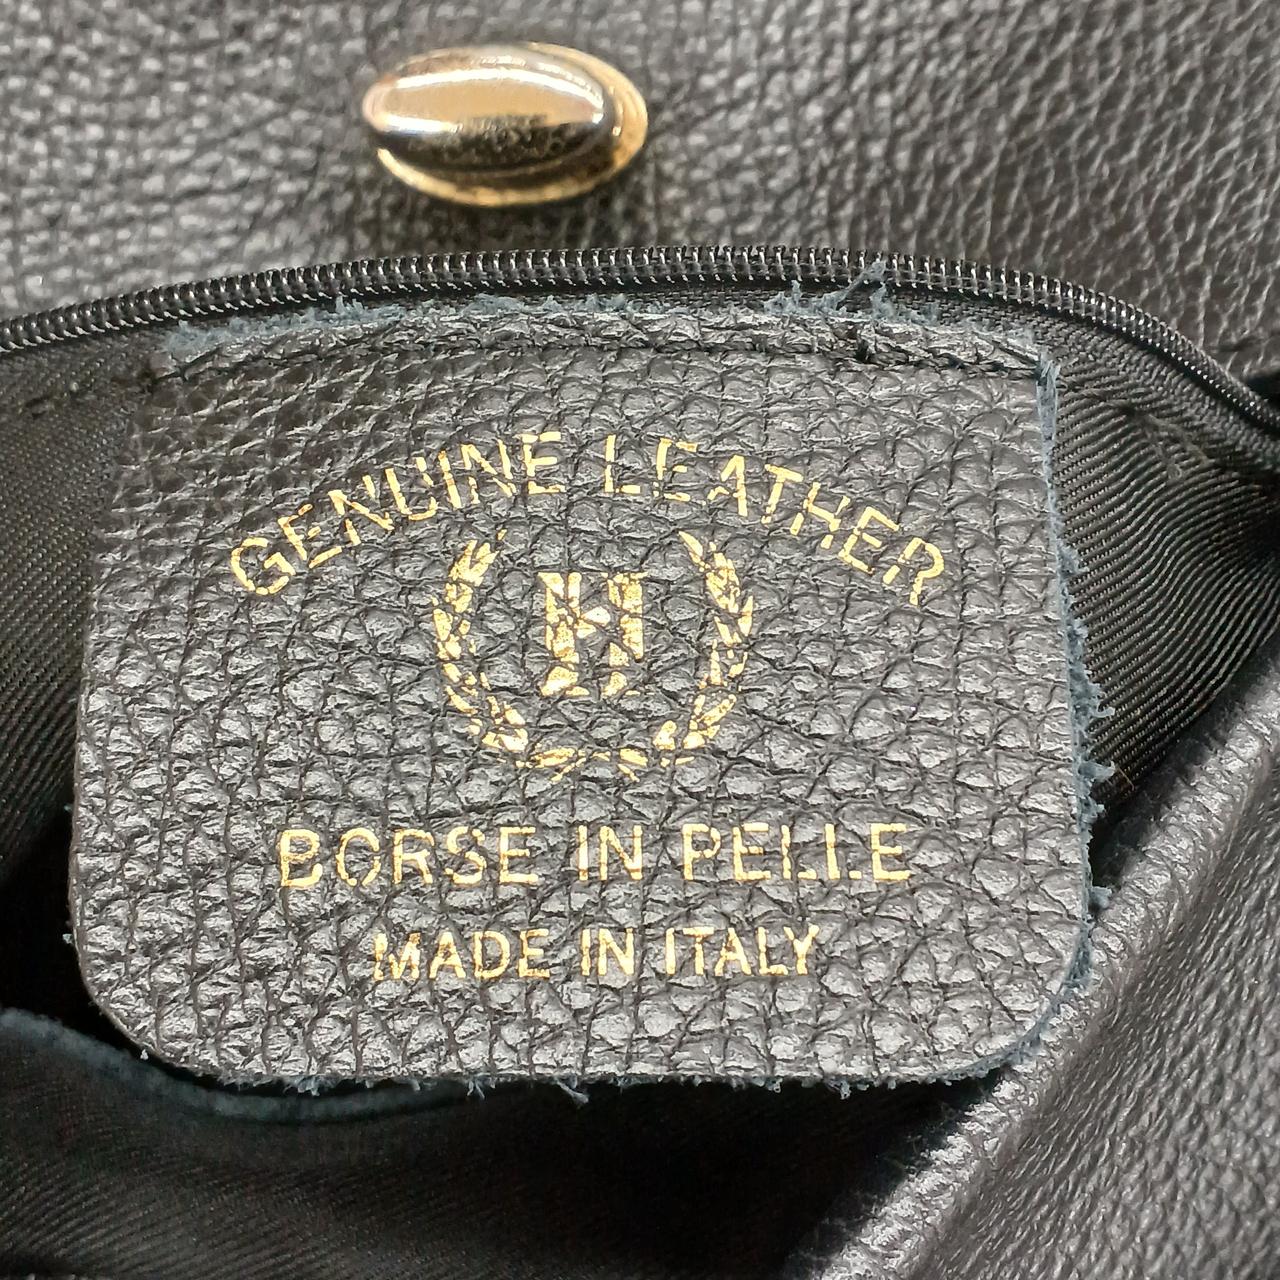 GENUINE LEATHER
H
BORSE IN PELLE
MADE IN ITALY